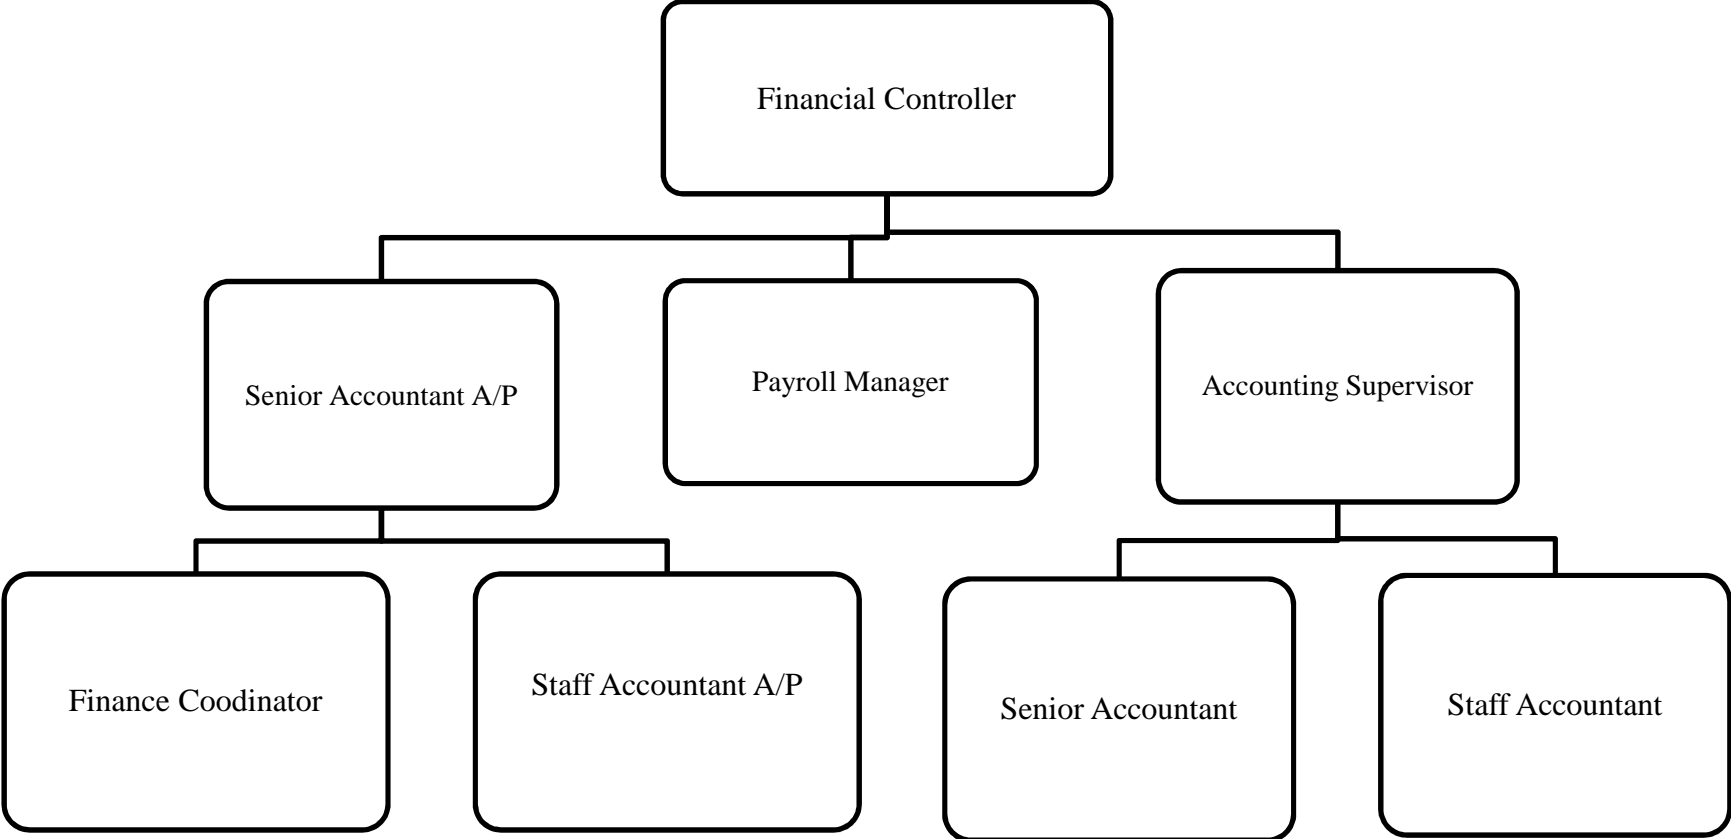 Financial Controller
Senior Accountant A/P
Payroll Manager
Accounting Supervisor
Finance Coodinator
Staff Accountant A/P
Senior Accountant
Staff Accountant